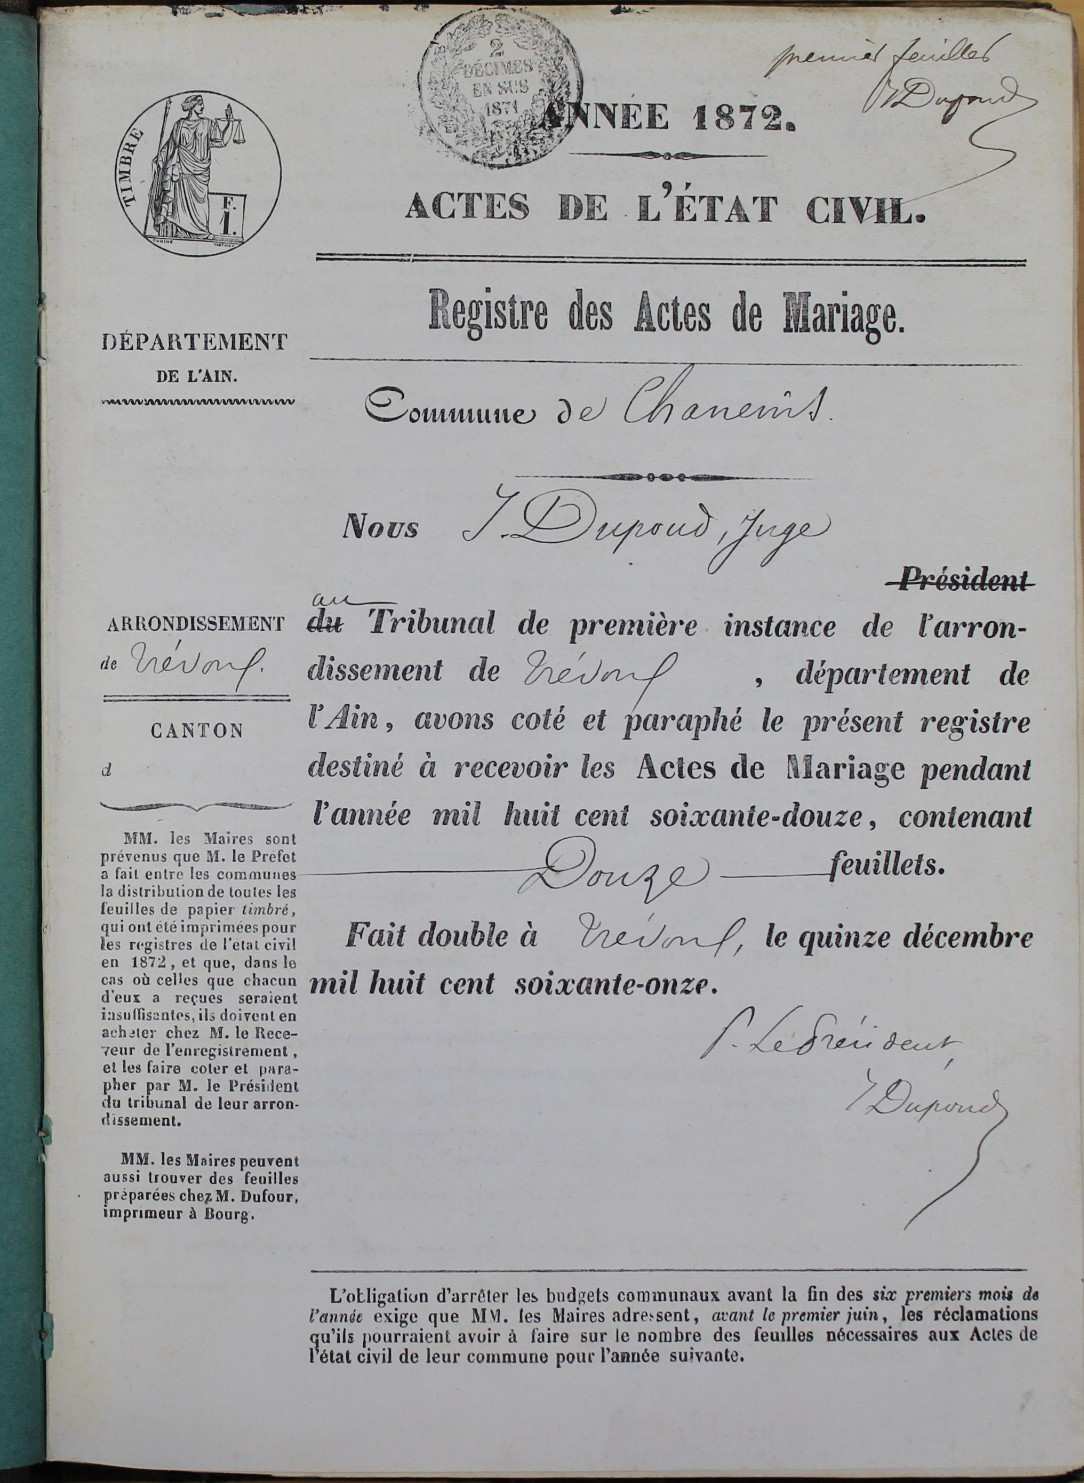 premier feuillet
JDupond
2
DÉCIMES
EN SUS
1871
TIMBRE
F.
1.
ANNÉE 1872.
ACTES DE L'ÉTAT CIVIL.
Registre des Actes de Mariage.
DÉPARTEMENT
DE L'AIN.
Commune de Chaneins.
Nous J. Dupond, Juge
Président
au
ARRONDISSEMENT
de Trévoux.
CANTON
d
du Tribunal de première instance de l'arron-
dissement de Trévoux, département de
l'Ain, avons coté et paraphé le présent registre
destiné à recevoir les Actes de Mariage pendant
l'année mil huit cent soixante-douze, contenant
Douze feuillets.
Fait double à Trévoux, le quinze décembre
mil huit cent soixante-onze.
P. Le Président,
JDupond
MM. les Maires sont
prévenus que M. le Prefet
a fait entre les communes
la distribution de toutes les
feuilles de papier timbré,
qui ont été imprimées pour
les registres de l'état civil
en 1872, et que, dans le
cas où celles que chacun
d'eux a reçues seraient
insuffisantes, ils doivent en
acheter chez M. le Rece-
veur de l'enregistrement,
et les faire coter et para-
pher par M. le Président
du tribunal de leur arron-
dissement.
MM. les Maires peuvent
aussi trouver des feuilles
préparées chez M. Dufour,
imprimeur à Bourg.
L'obligation d'arrêter les budgets communaux avant la fin des six premiers mois de
l'année exige que MM. les Maires adressent, avant le premier juin, les réclamations
qu'ils pourraient avoir à faire sur le nombre des feuilles nécessaires aux Actes de
l'état civil de leur commune pour l'année suivante.